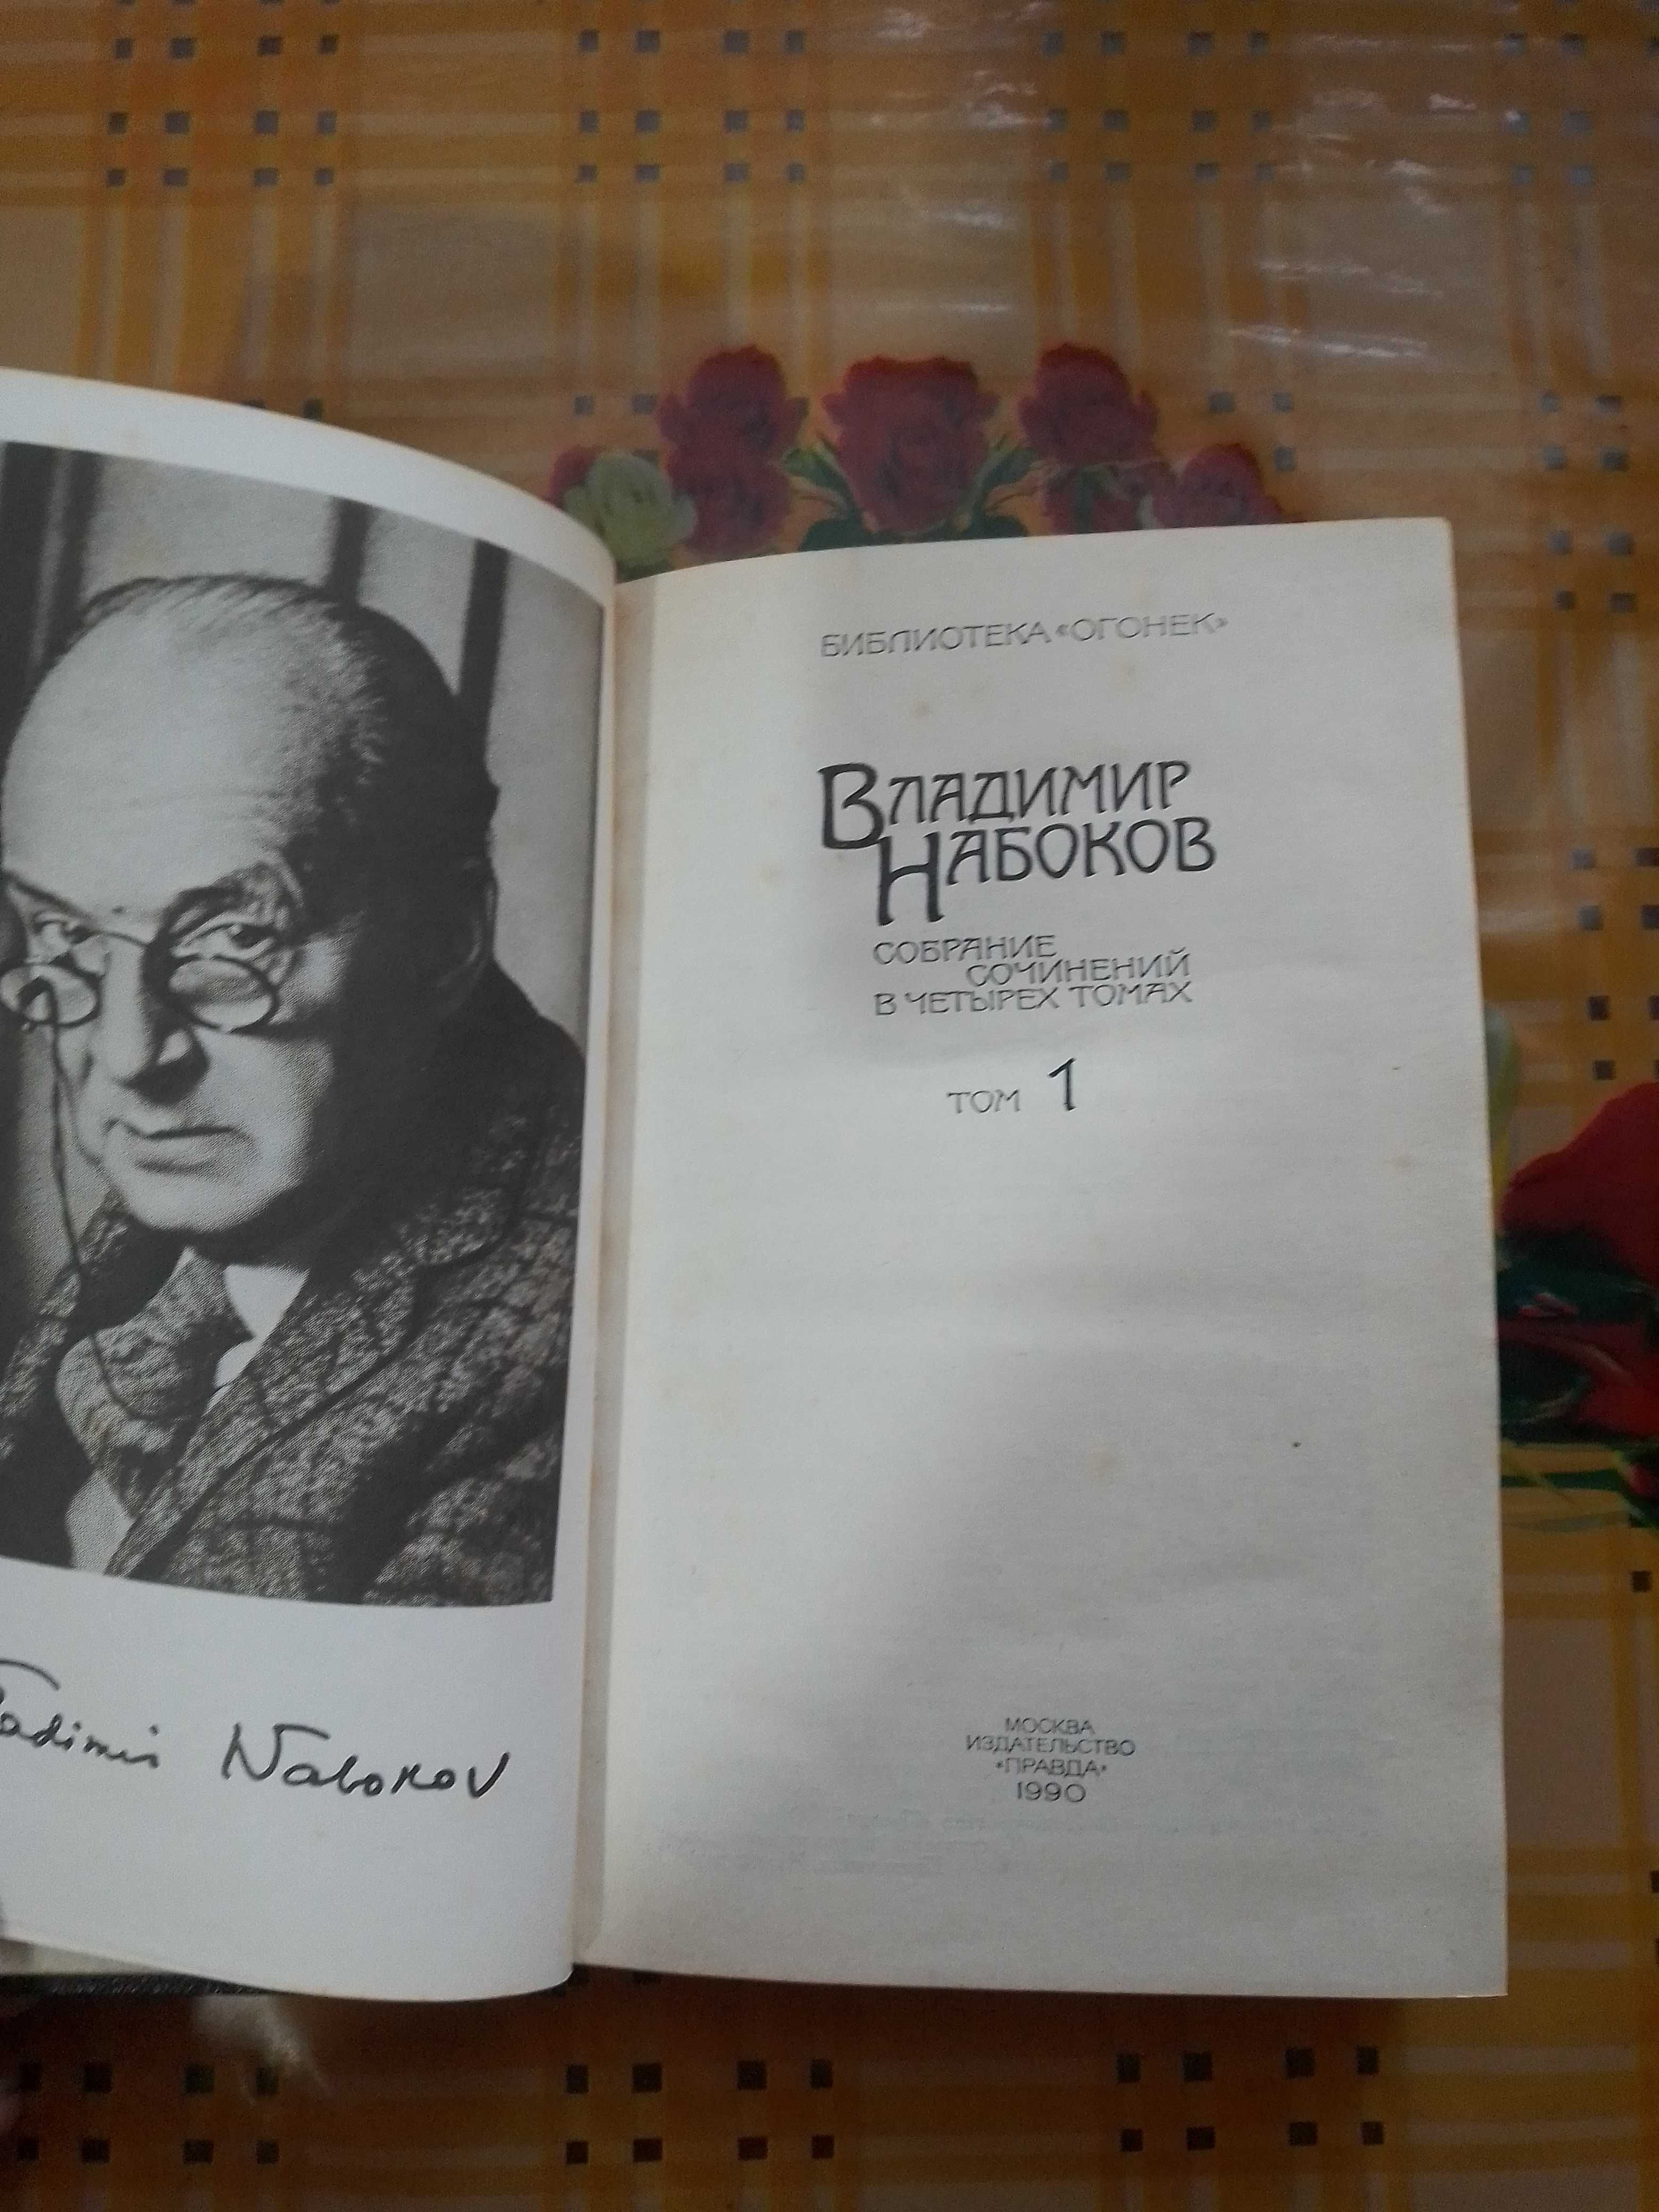 БИБЛИОТЕКА «ОГОНЕК»
ВЛАДИМИР
НАБОКОВ
СОБРАНИЕ
СОЧИНЕНИЙ
В ЧЕТЫРЕХ ТОМАХ
ТОМ 1
Nabokov
МОСКВА
ИЗДАТЕЛЬСТВО
«ПРАВДА»
1990